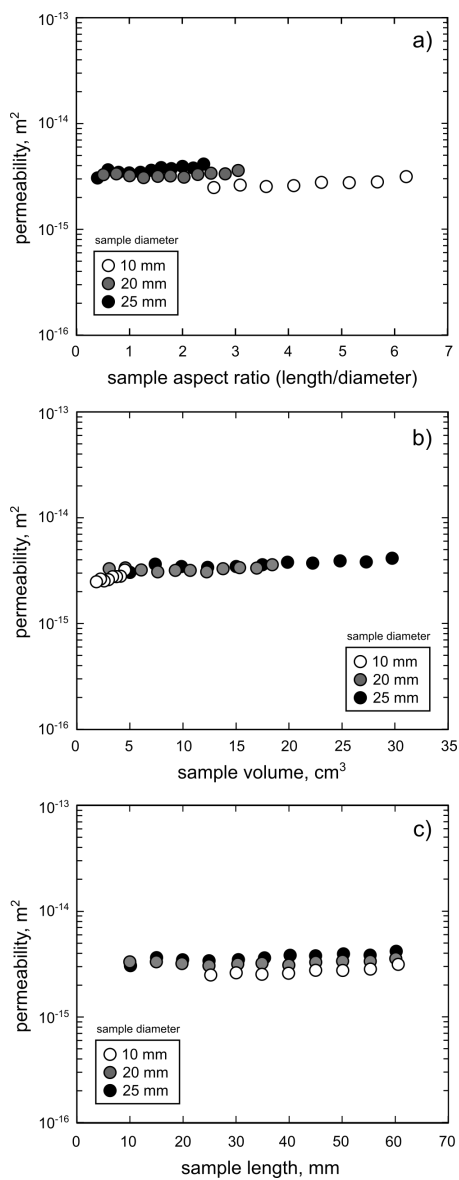 a)
10⁻¹³
10⁻¹⁴
10⁻¹⁵
10⁻¹⁶
permeability, m²
sample diameter
10 mm
20 mm
25 mm
0 1 2 3 4 5 6 7
sample aspect ratio (length/diameter)
b)
10⁻¹³
10⁻¹⁴
10⁻¹⁵
10⁻¹⁶
permeability, m²
sample diameter
10 mm
20 mm
25 mm
0 5 10 15 20 25 30 35
sample volume, cm³
c)
10⁻¹³
10⁻¹⁴
10⁻¹⁵
10⁻¹⁶
permeability, m²
sample diameter
10 mm
20 mm
25 mm
0 10 20 30 40 50 60 70
sample length, mm